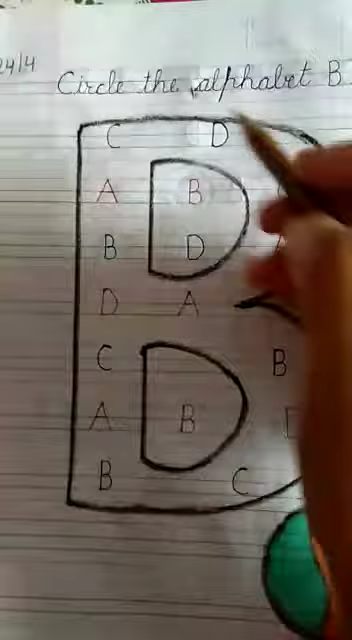 24/4
Circle the alphabet B
C D
A B
B D
D A
C B
A B
B C